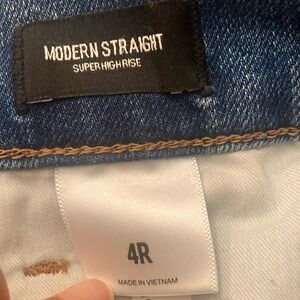 MODERN STRAIGHT
SUPER HIGH RISE
4R
MADE IN VIETNAM